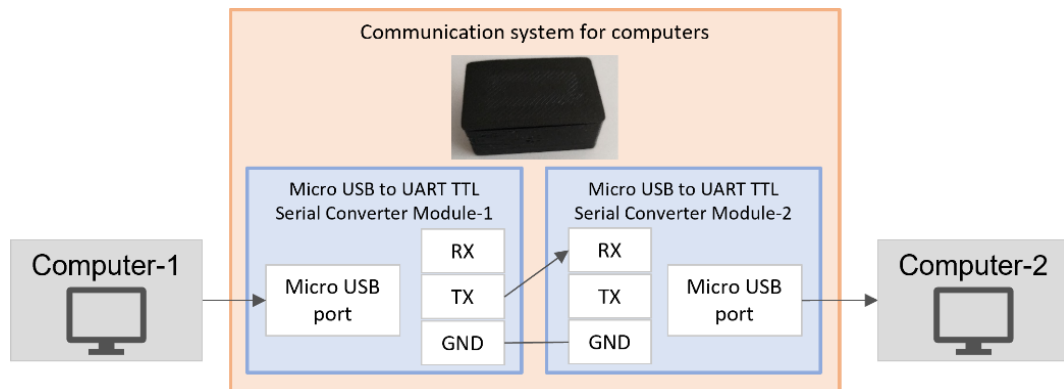 Communication system for computers
Micro USB to UART TTL
Serial Converter Module-1
Micro USB to UART TTL
Serial Converter Module-2
Computer-1
Micro USB
port
RX
TX
GND
RX
TX
GND
Micro USB
port
Computer-2